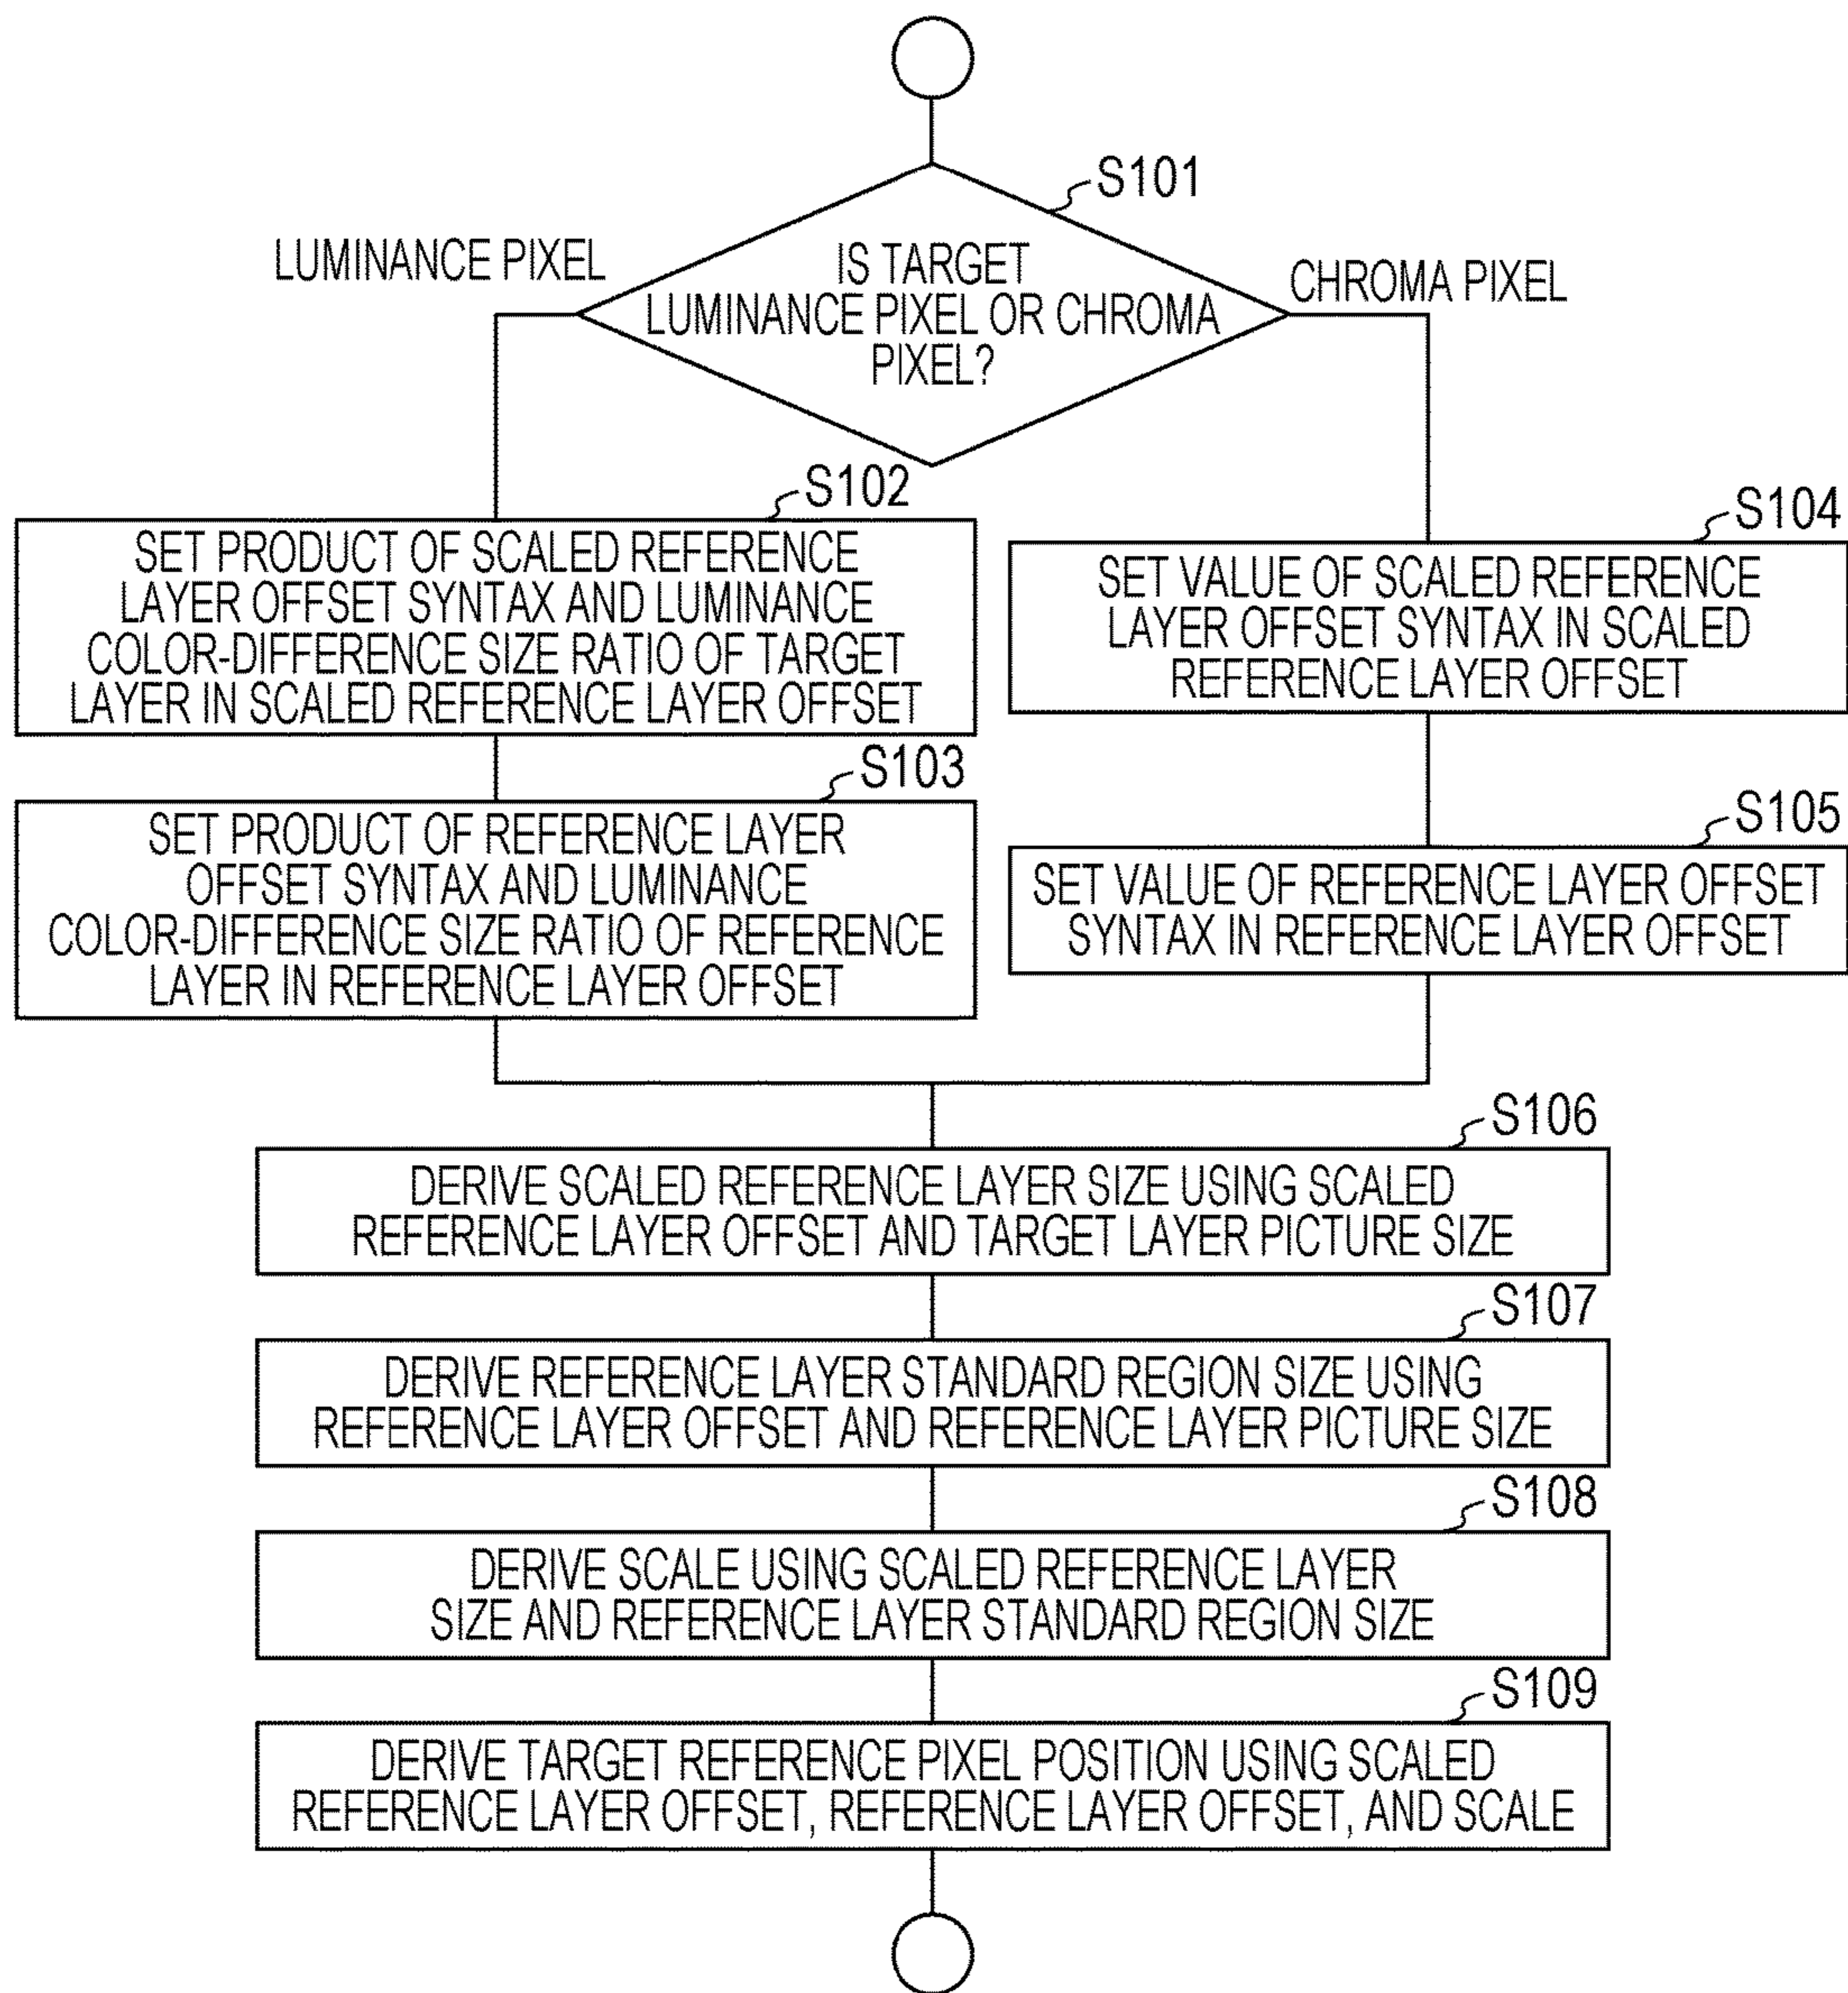 S101
LUMINANCE PIXEL
IS TARGET
LUMINANCE PIXEL OR CHROMA
PIXEL?
CHROMA PIXEL
S102
SET PRODUCT OF SCALED REFERENCE
LAYER OFFSET SYNTAX AND LUMINANCE
COLOR-DIFFERENCE SIZE RATIO OF TARGET
LAYER IN SCALED REFERENCE LAYER OFFSET
S103
SET PRODUCT OF REFERENCE LAYER
OFFSET SYNTAX AND LUMINANCE
COLOR-DIFFERENCE SIZE RATIO OF REFERENCE
LAYER IN REFERENCE LAYER OFFSET
S104
SET VALUE OF SCALED REFERENCE
LAYER OFFSET SYNTAX IN SCALED
REFERENCE LAYER OFFSET
S105
SET VALUE OF REFERENCE LAYER OFFSET
SYNTAX IN REFERENCE LAYER OFFSET
S106
DERIVE SCALED REFERENCE LAYER SIZE USING SCALED
REFERENCE LAYER OFFSET AND TARGET LAYER PICTURE SIZE
S107
DERIVE REFERENCE LAYER STANDARD REGION SIZE USING
REFERENCE LAYER OFFSET AND REFERENCE LAYER PICTURE SIZE
S108
DERIVE SCALE USING SCALED REFERENCE LAYER
SIZE AND REFERENCE LAYER STANDARD REGION SIZE
S109
DERIVE TARGET REFERENCE PIXEL POSITION USING SCALED
REFERENCE LAYER OFFSET, REFERENCE LAYER OFFSET, AND SCALE